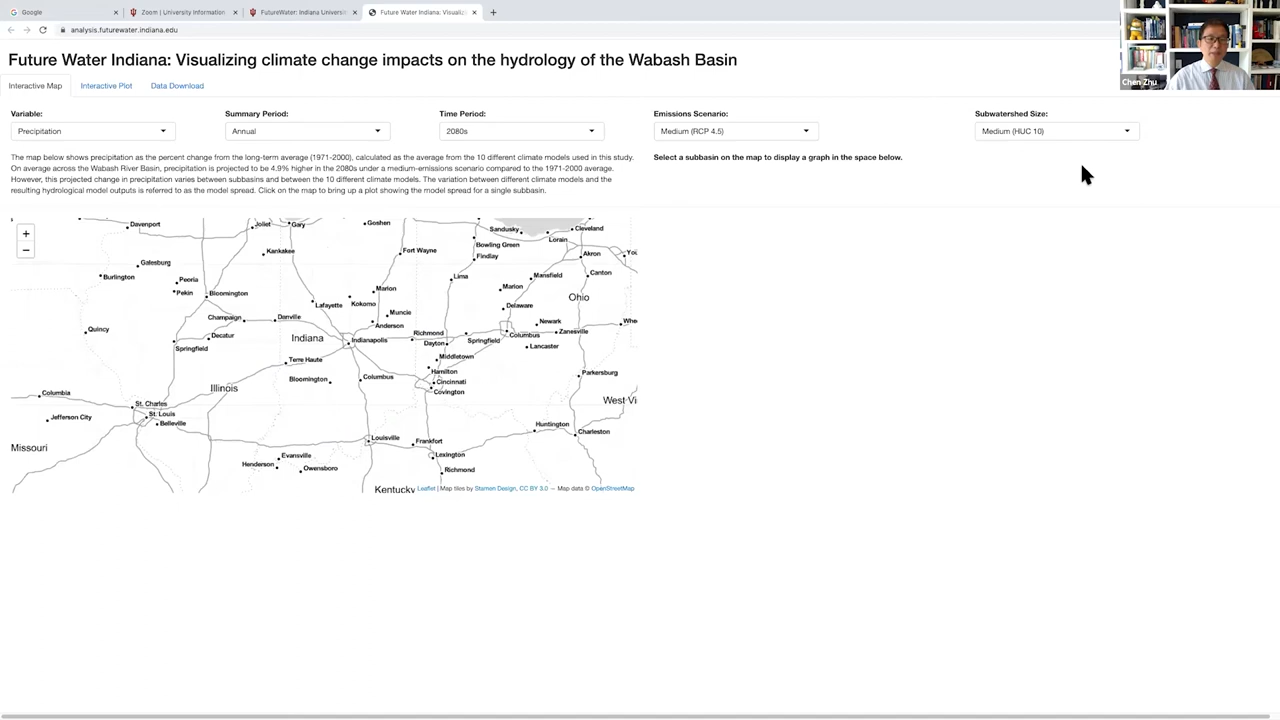 Google
Zoom | University Information
FutureWater: Indiana Universit
Future Water Indiana: Visualiz
analysis.futurewater.indiana.edu
Chen Zhu
Future Water Indiana: Visualizing climate change impacts on the hydrology of the Wabash Basin
Interactive Map
Interactive Plot
Data Download
Variable:
Summary Period:
Time Period:
Emissions Scenario:
Subwatershed Size:
Precipitation
Annual
2080s
Medium (RCP 4.5)
Medium (HUC 10)
The map below shows precipitation as the percent change from the long-term average (1971-2000), calculated as the average from the 10 different climate models used in this study.
On average across the Wabash River Basin, precipitation is projected to be 4.9% higher in the 2080s under a medium-emissions scenario compared to the 1971-2000 average.
However, this projected change in precipitation varies between subbasins and between the 10 different climate models. The variation between different climate models and the
resulting hydrological model outputs is referred to as the model spread. Click on the map to bring up a plot showing the model spread for a single subbasin.
Select a subbasin on the map to display a graph in the space below.
+
−
Davenport
Joliet
Gary
Goshen
Sandusky
Cleveland
Lorain
Bowling Green
Findlay
Akron
You
Kankakee
Fort Wayne
Galesburg
Burlington
Peoria
Pekin
Bloomington
Lima
Mansfield
Canton
Marion
Marion
Lafayette
Kokomo
Ohio
Delaware
Muncie
Anderson
Champaign
Danville
Newark
Whe
Quincy
Decatur
Springfield
Indiana
Indianapolis
Richmond
Dayton
Springfield
Columbus
Zanesville
Lancaster
Middletown
Terre Haute
Hamilton
Cincinnati
Covington
Parkersburg
Bloomington
Columbus
Illinois
Columbia
Jefferson City
St. Charles
St. Louis
Belleville
West Vi
Huntington
Charleston
Missouri
Louisville
Frankfort
Lexington
Richmond
Evansville
Henderson
Owensboro
Kentucky
Leaflet | Map tiles by Stamen Design, CC BY 3.0 — Map data © OpenStreetMap